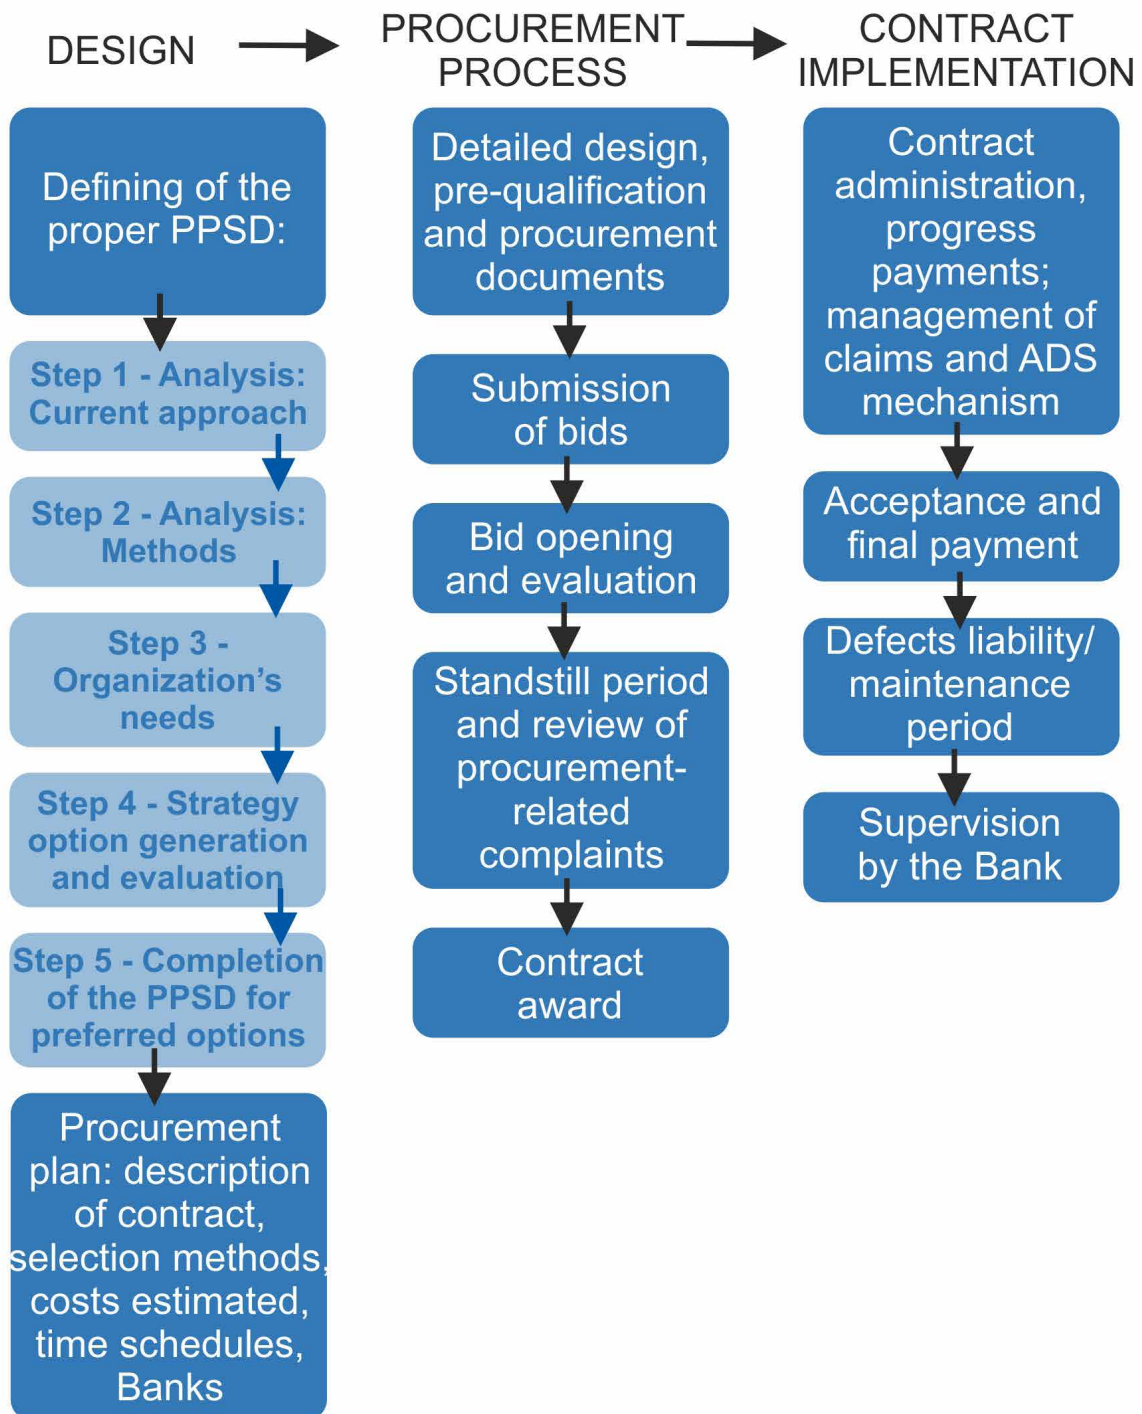 DESIGN
PROCUREMENT
PROCESS
CONTRACT
IMPLEMENTATION
Defining of the
proper PPSD:
Step 1 - Analysis:
Current approach
Step 2 - Analysis:
Methods
Step 3 -
Organization’s
needs
Step 4 - Strategy
option generation
and evaluation
Step 5 - Completion
of the PPSD for
preferred options
Procurement
plan: description
of contract,
selection methods,
costs estimated,
time schedules,
Banks
Detailed design,
pre-qualification
and procurement
documents
Submission
of bids
Bid opening
and evaluation
Standstill period
and review of
procurement-
related
complaints
Contract
award
Contract
administration,
progress
payments;
management of
claims and ADS
mechanism
Acceptance and
final payment
Defects liability/
maintenance
period
Supervision
by the Bank